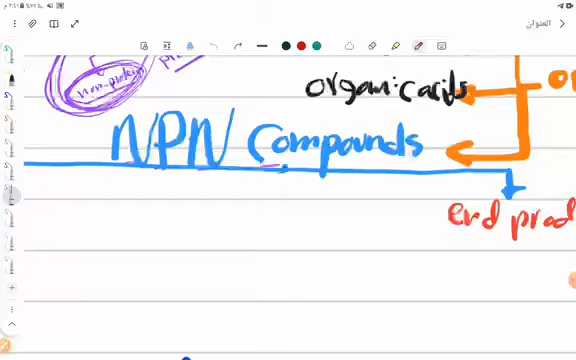 العنوان
non-protein
organic acids
NPN Compounds
end prod